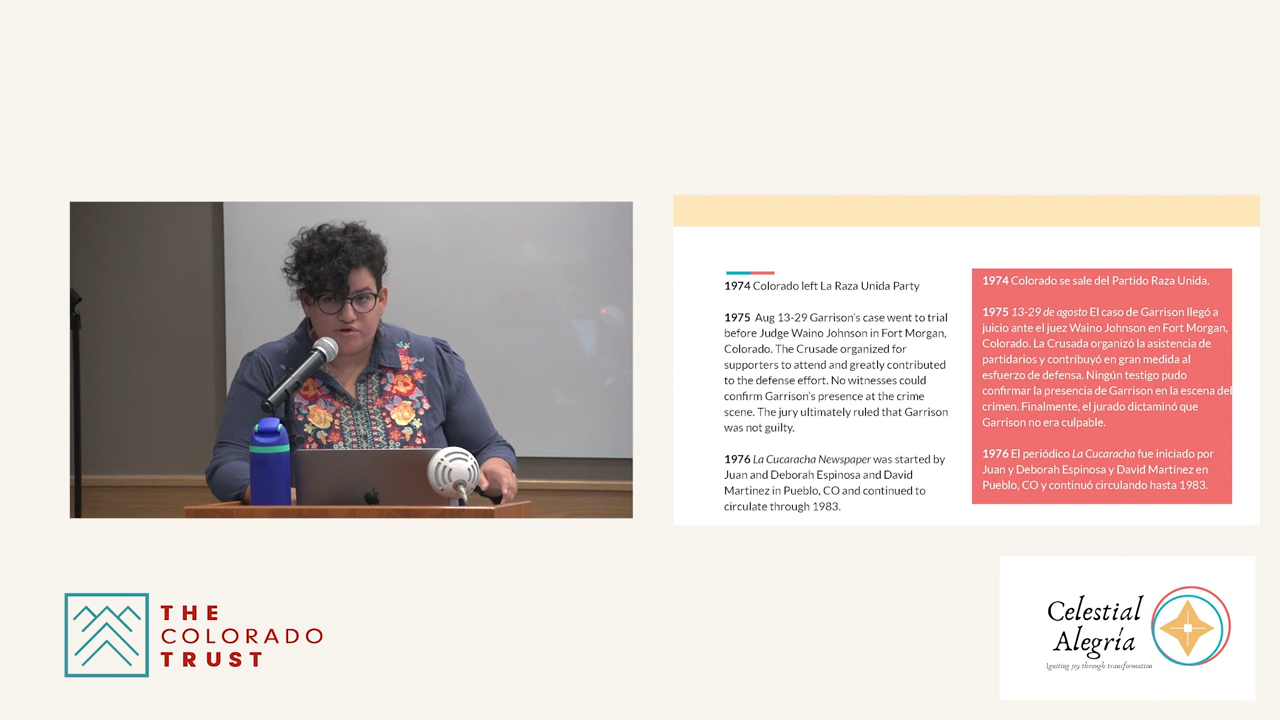 1974 Colorado left La Raza Unida Party
1975 Aug 13-29 Garrison's case went to trial
before Judge Waino Johnson in Fort Morgan,
Colorado. The Crusade organized for
supporters to attend and greatly contributed
to the defense effort. No witnesses could
confirm Garrison's presence at the crime
scene. The jury ultimately ruled that Garrison
was not guilty.
1976 La Cucaracha Newspaper was started by
Juan and Deborah Espinosa and David
Martinez in Pueblo, CO and continued to
circulate through 1983.
1974 Colorado se sale del Partido Raza Unida.
1975 13-29 de agosto El caso de Garrison llegó a
juicio ante el juez Waino Johnson en Fort Morgan,
Colorado. La Crusada organizó la asistencia de
partidarios y contribuyó en gran medida al
esfuerzo de defensa. Ningún testigo pudo
confirmar la presencia de Garrison en la escena del
crimen. Finalmente, el jurado dictaminó que
Garrison no era culpable.
1976 El periódico La Cucaracha fue iniciado por
Juan y Deborah Espinosa y David Martínez en
Pueblo, CO y continuó circulando hasta 1983.
THE
COLORADO
TRUST
Celestial
Alegría
Igniting joy through transformation